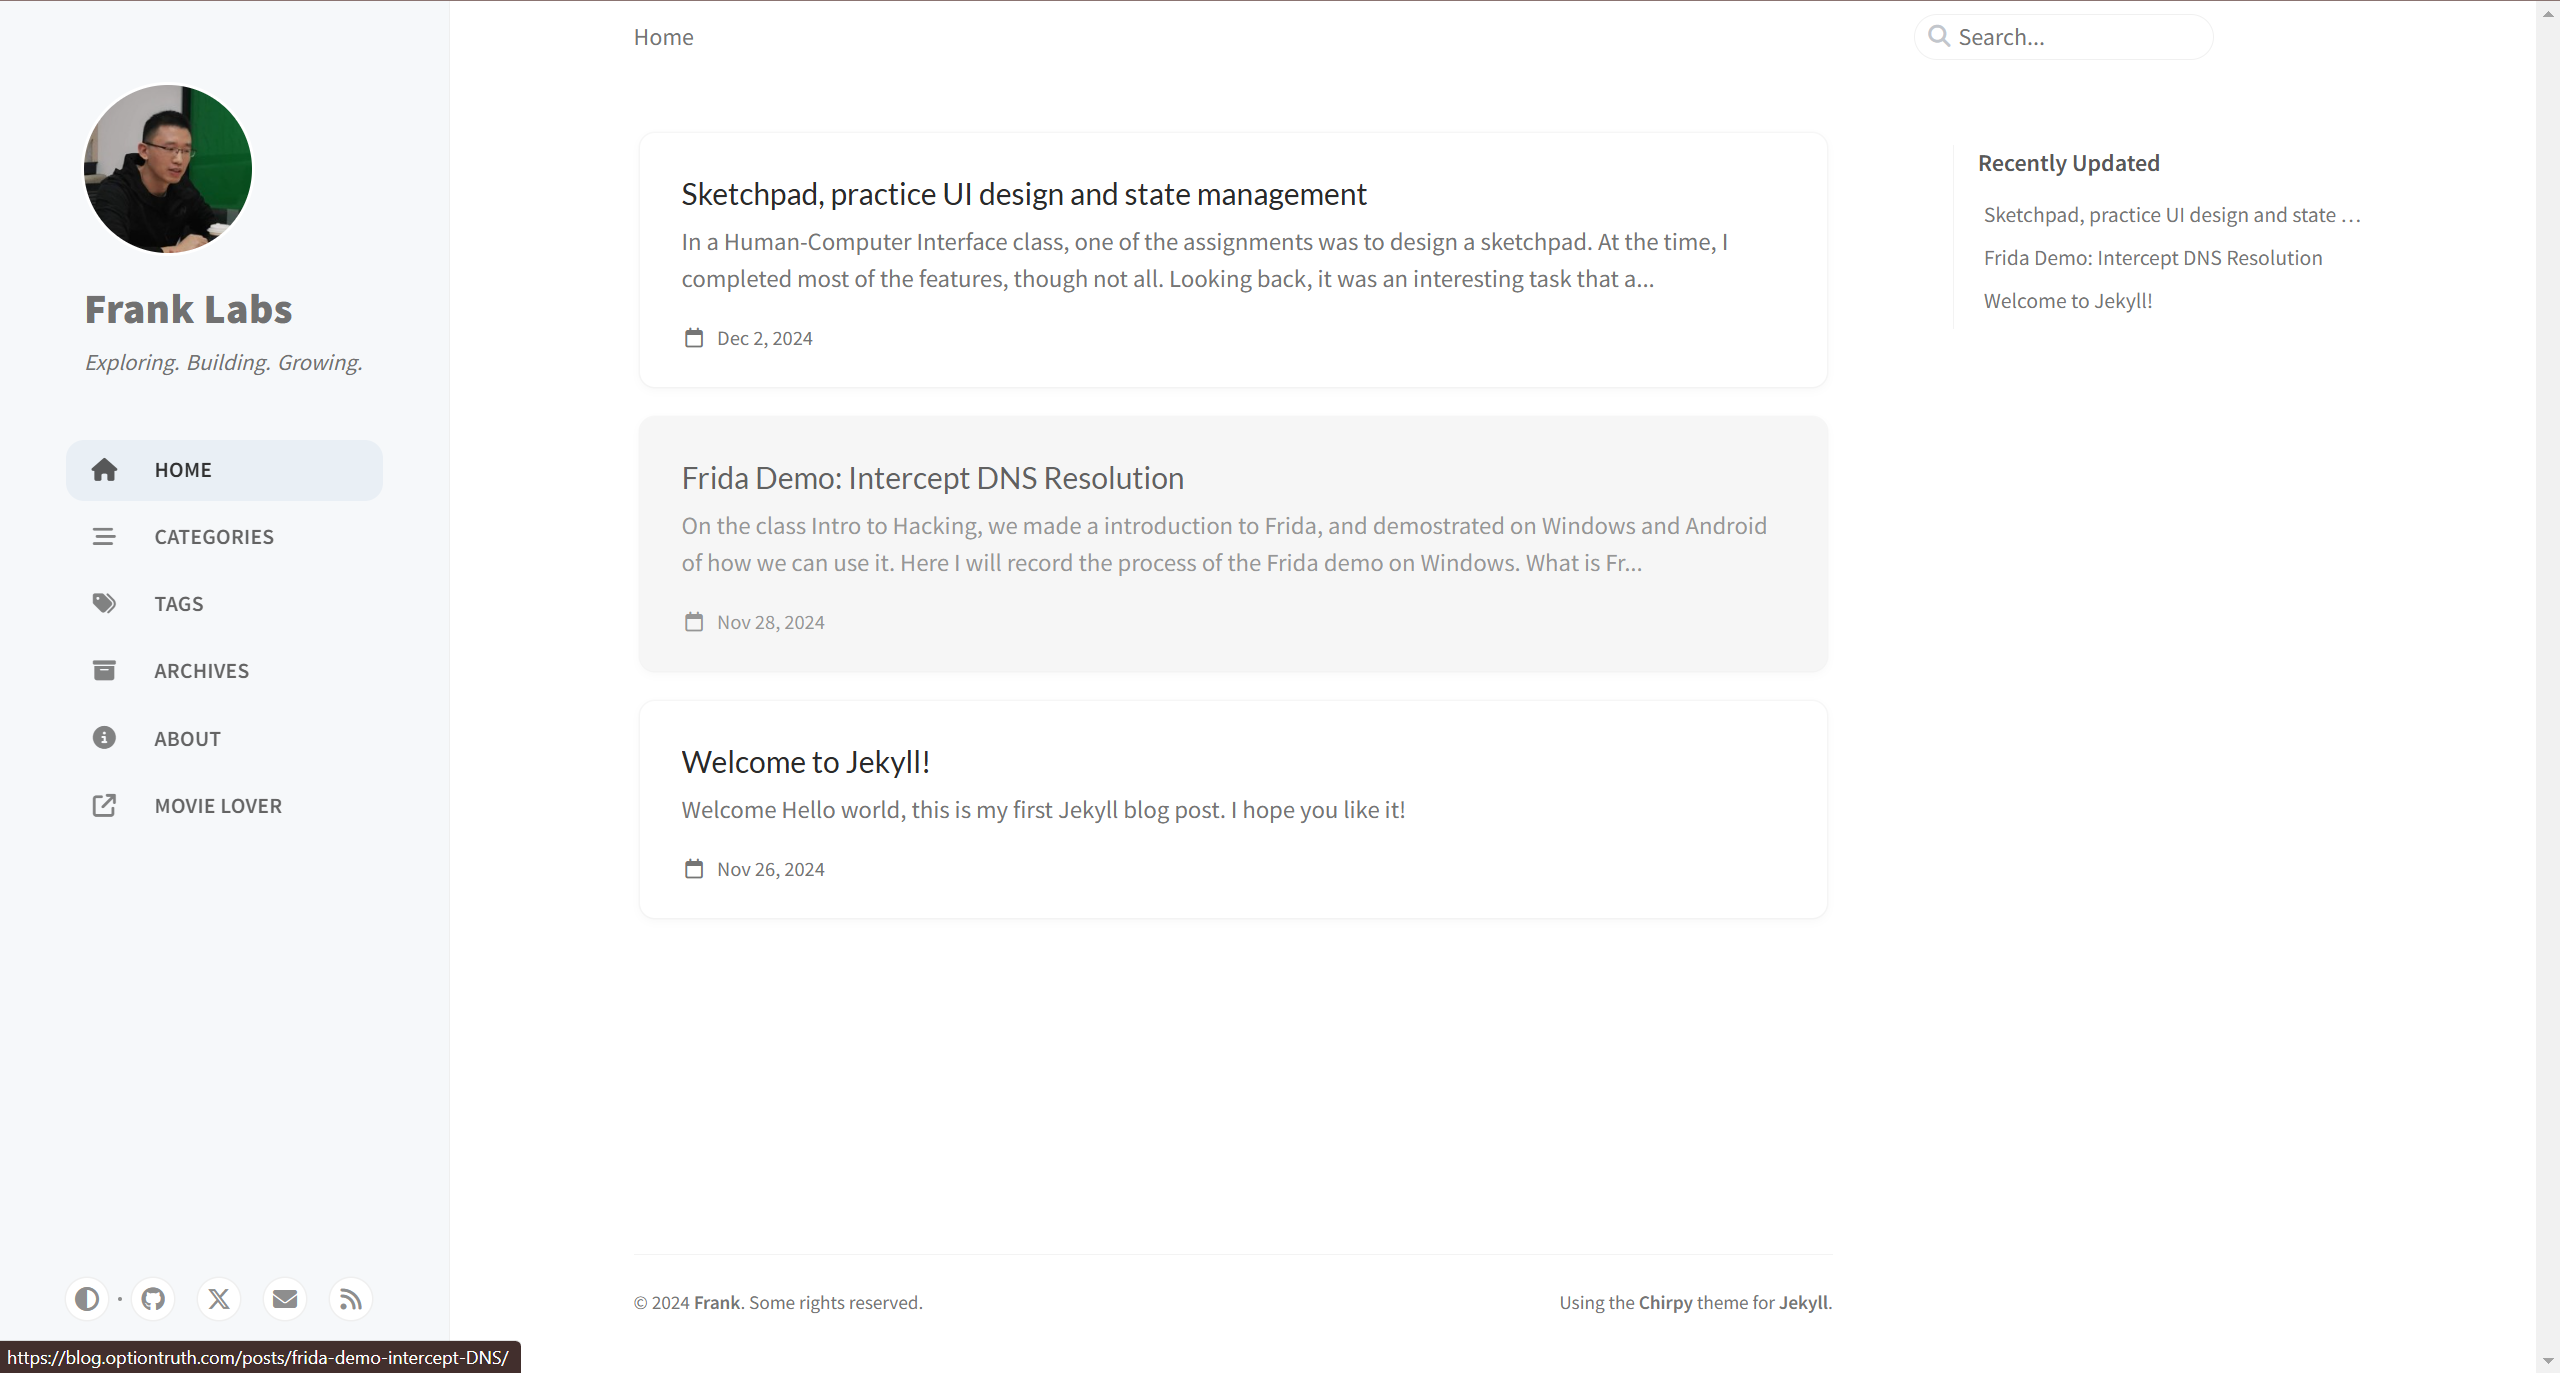 Frank Labs
Exploring. Building. Growing.
HOME
CATEGORIES
TAGS
ARCHIVES
ABOUT
MOVIE LOVER
Home
Search...
Sketchpad, practice UI design and state management
In a Human-Computer Interface class, one of the assignments was to design a sketchpad. At the time, I
completed most of the features, though not all. Looking back, it was an interesting task that a...
Dec 2, 2024
Frida Demo: Intercept DNS Resolution
On the class Intro to Hacking, we made a introduction to Frida, and demostrated on Windows and Android
of how we can use it. Here I will record the process of the Frida demo on Windows. What is Fr...
Nov 28, 2024
Welcome to Jekyll!
Welcome Hello world, this is my first Jekyll blog post. I hope you like it!
Nov 26, 2024
Recently Updated
Sketchpad, practice UI design and state …
Frida Demo: Intercept DNS Resolution
Welcome to Jekyll!
© 2024 Frank. Some rights reserved.
Using the Chirpy theme for Jekyll.
https://blog.optiontruth.com/posts/frida-demo-intercept-DNS/